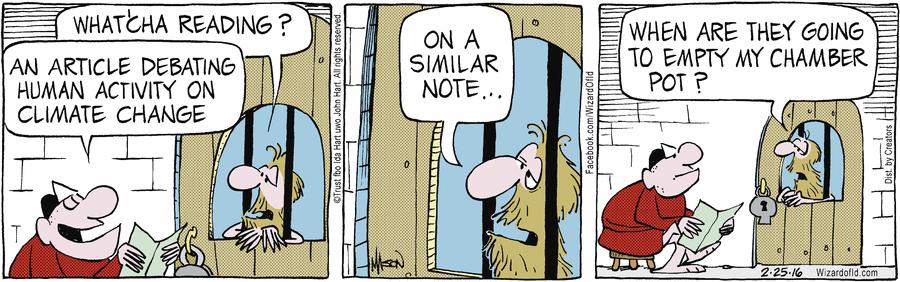 WHAT'CHA READING?
AN ARTICLE DEBATING
HUMAN ACTIVITY ON
CLIMATE CHANGE
©Trust fbo Ida Hart uwo John Hart. All rights reserved.
ON A
SIMILAR
NOTE...
MASON
Facebook.com/WizardOfId
WHEN ARE THEY GOING
TO EMPTY MY CHAMBER
POT?
Dist. by Creators
2-25-16 WizardofId.com